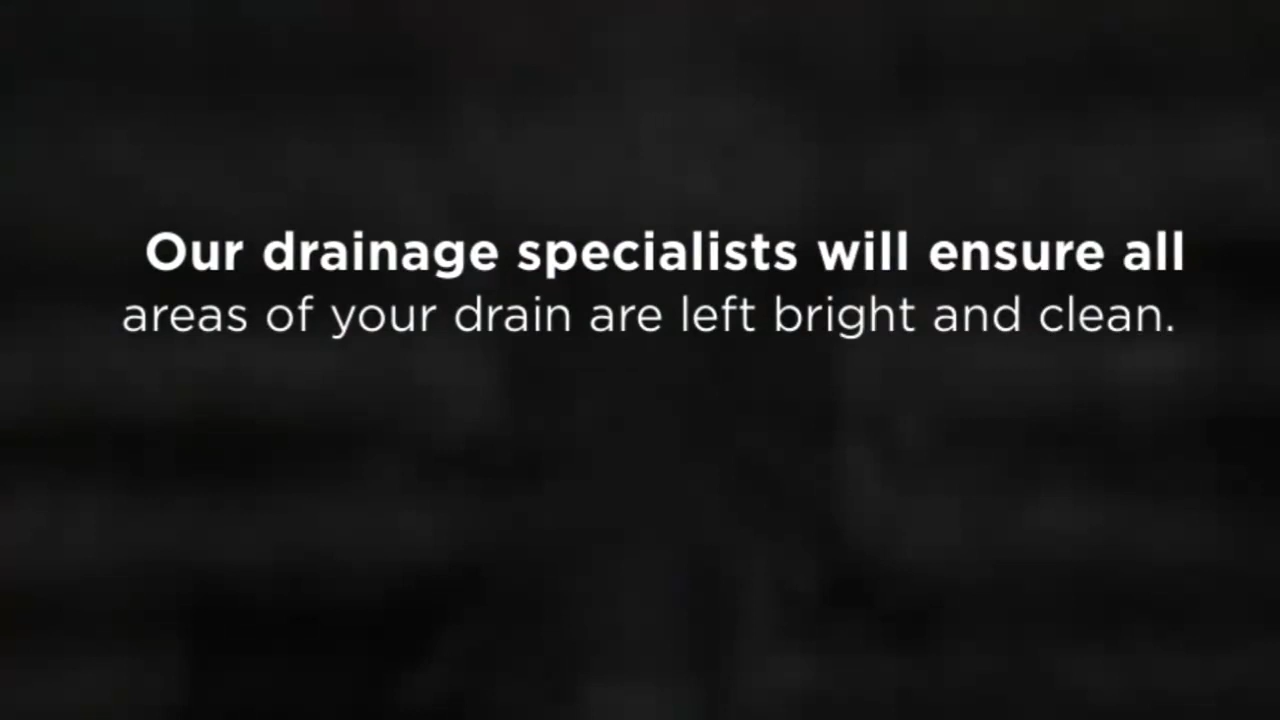 Our drainage specialists will ensure all
areas of your drain are left bright and clean.